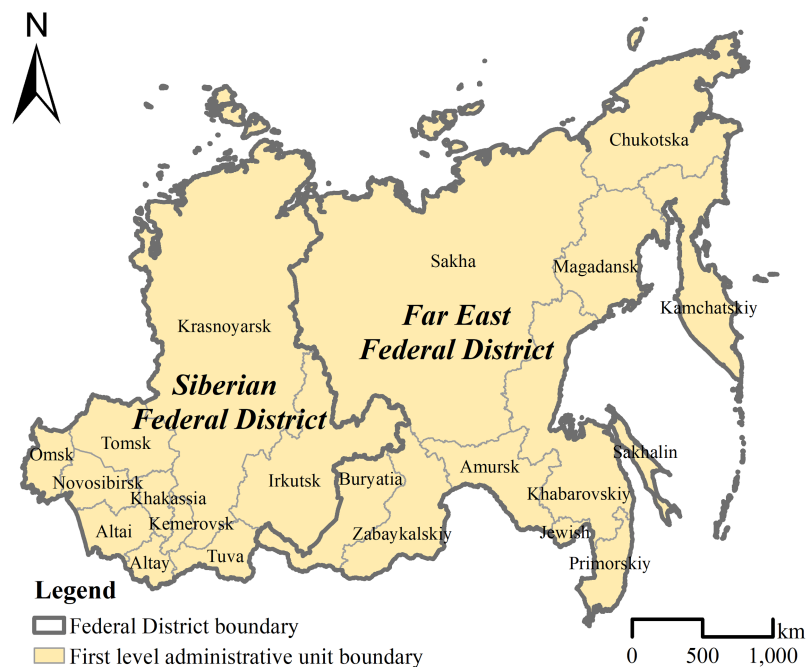 N
Chukotska
Sakha
Magadansk
Kamchatskiy
Far East
Federal District
Krasnoyarsk
Siberian
Federal District
Tomsk
Omsk
Sakhalin
Novosibirsk
Irkutsk
Buryatia
Amursk
Khakassia
Khabarovskiy
Kemerovsk
Altai
Zabaykalskiy
Jewish
Altay
Tuva
Primorskiy
Legend
Federal District boundary
First level administrative unit boundary
km
0 500 1,000